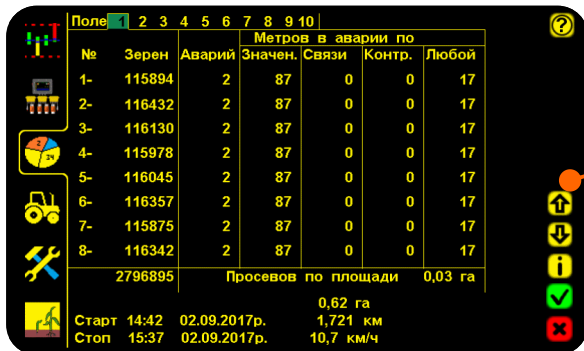 Поле 1 2 3 4 5 6 7 8 9 10
Метров в аварии по
№ Зерен Аварий Значен. Связи Контр. Любой
1- 115894 2 87 0 0 17
2- 116432 2 87 0 0 17
3- 116130 2 87 0 0 17
4- 115978 2 87 0 0 17
5- 116045 2 87 0 0 17
6- 116357 2 87 0 0 17
7- 115875 2 87 0 0 17
8- 116342 2 87 0 0 17
2796895 Просевов по площади 0,03 га
0,62 га
Старт 14:42 02.09.2017р. 1,721 км
Стоп 15:37 02.09.2017р. 10,7 км/ч
?
i
2
24